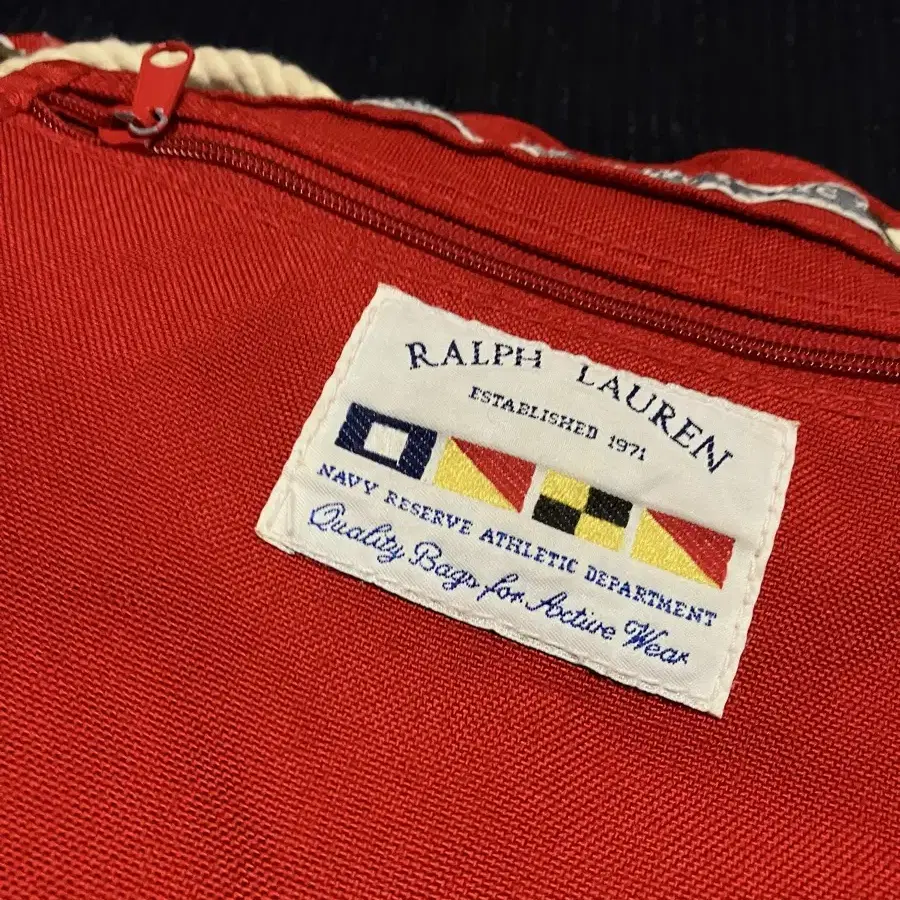 RALPH LAUREN
ESTABLISHED 1971
NAVY RESERVE ATHLETIC DEPARTMENT
Quality Bags for Active Wear